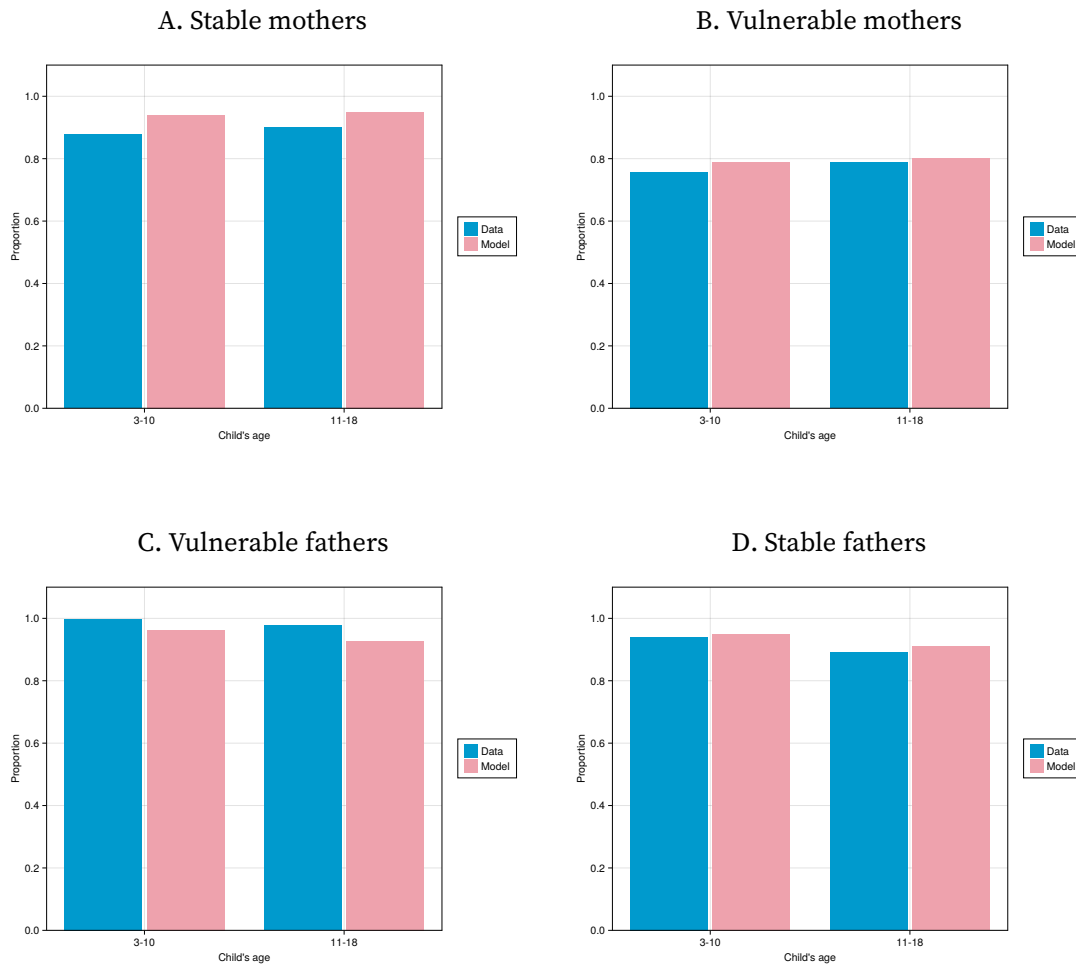 A. Stable mothers
1.0
0.8
0.6
0.4
0.2
0.0
Proportion
3-10
11-18
Child's age
Data
Model
B. Vulnerable mothers
1.0
0.8
0.6
0.4
0.2
0.0
Proportion
3-10
11-18
Child's age
Data
Model
C. Vulnerable fathers
1.0
0.8
0.6
0.4
0.2
0.0
Proportion
3-10
11-18
Child's age
Data
Model
D. Stable fathers
1.0
0.8
0.6
0.4
0.2
0.0
Proportion
3-10
11-18
Child's age
Data
Model